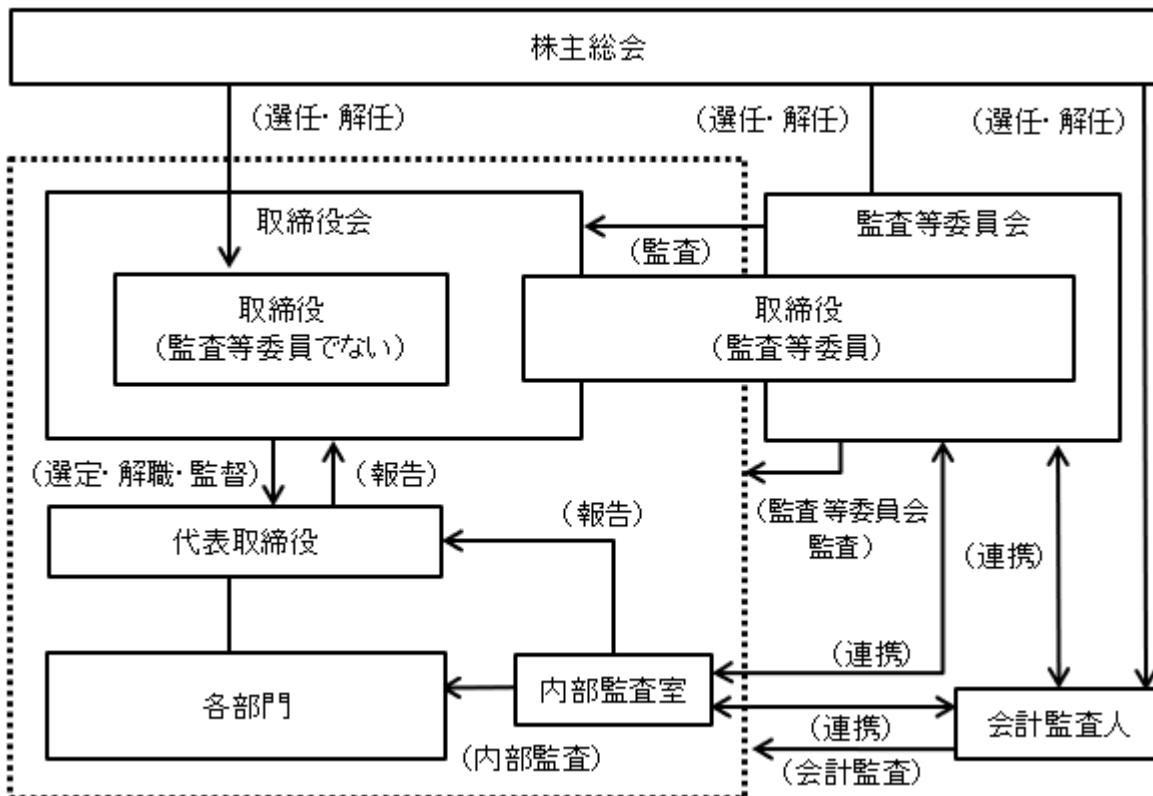 株主総会
(選任・解任)
(選任・解任)
(選任・解任)
取締役会
監査等委員会
(監査)
取締役
(監査等委員でない)
取締役
(監査等委員)
(選定・解職・監督)
(報告)
(報告)
(監査等委員会
監査)
代表取締役
(連携)
(連携)
各部門
内部監査室
会計監査人
(連携)
(内部監査)
(会計監査)